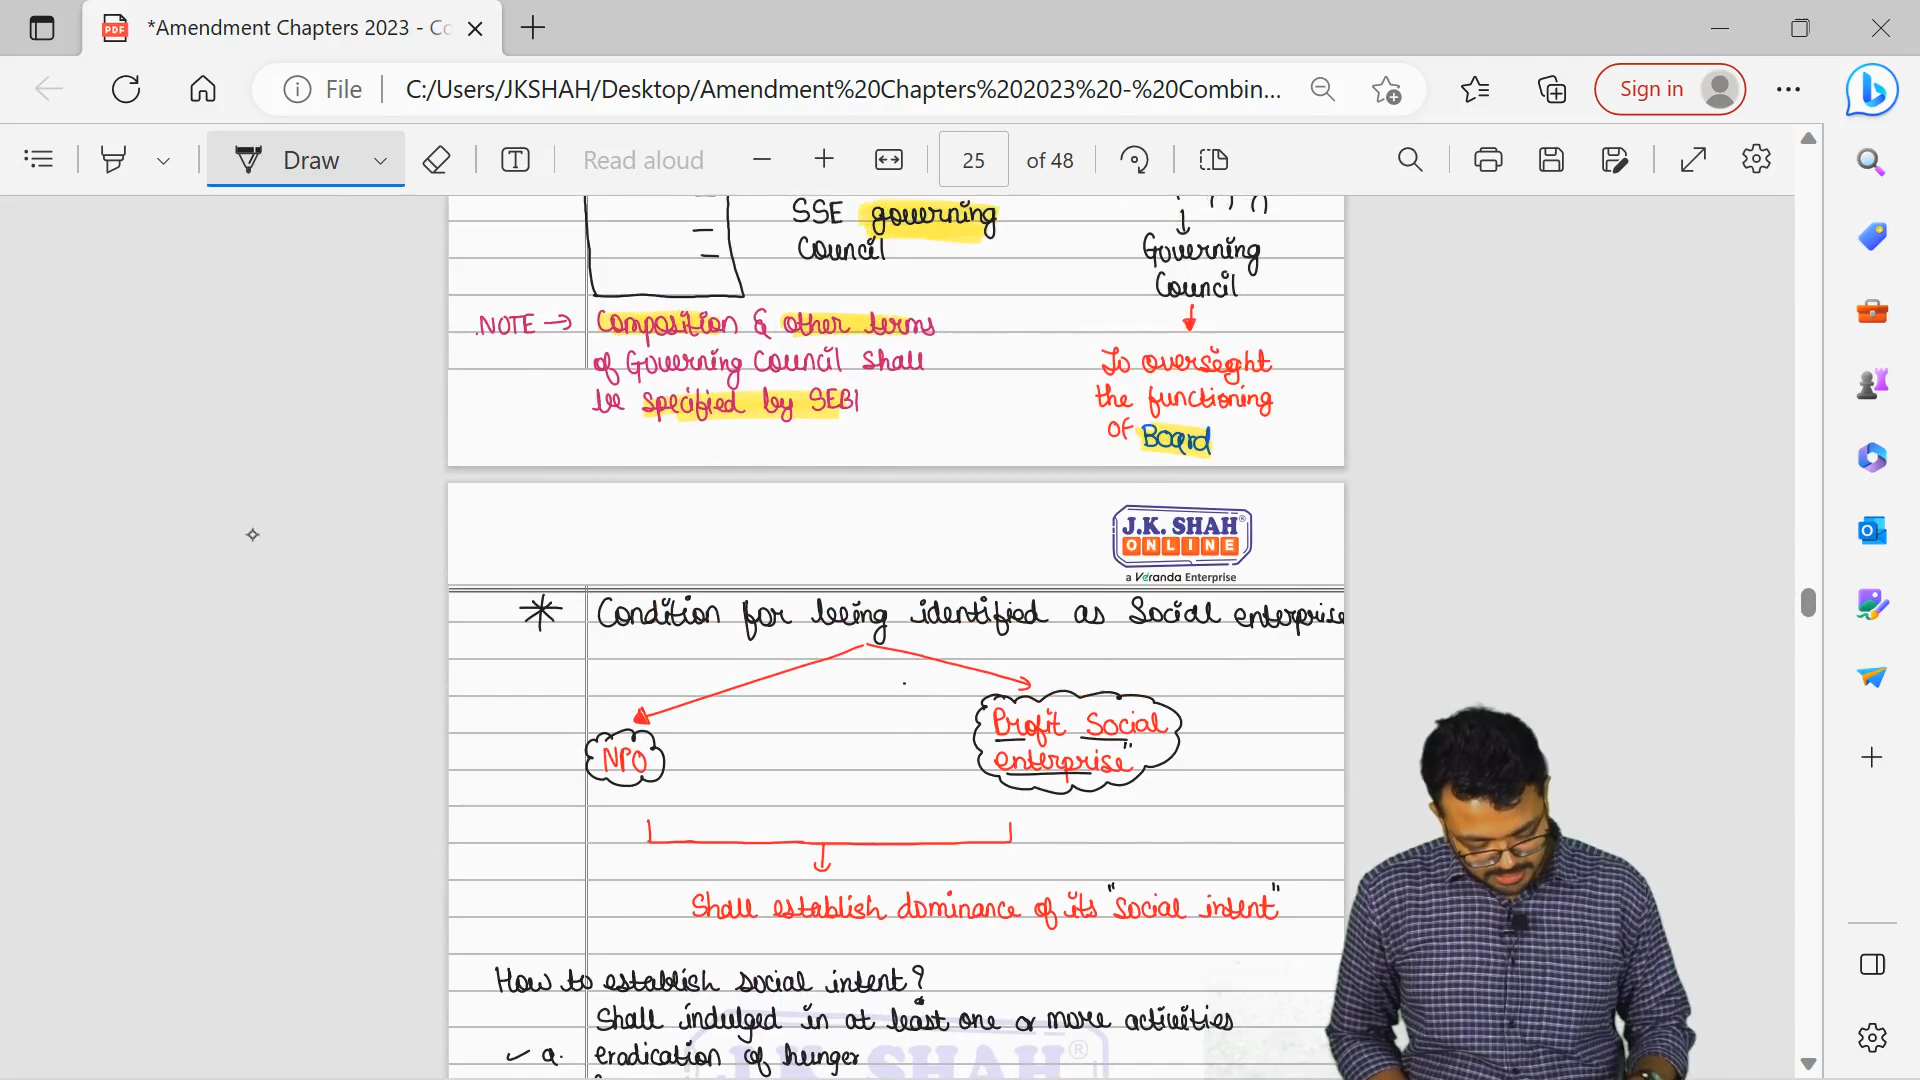 *Amendment Chapters 2023 - Co
File
C:/Users/JKSHAH/Desktop/Amendment%20Chapters%202023%20-%20Combin...
Sign in
Draw
Read aloud
25
of 48
SSE governing
Council
Governing
Council
NOTE → Composition & other terms
of Governing Council shall
be specified by SEBI
To overseght
the functioning
OF Board
J.K. SHAH®
ONLINE
a Veranda Enterprise
* Condition for being identified as Social enterprise
NPO
Profit Social
enterprise"
Shall establish dominance of its "social intent"
How to establish social intent?
Shall indulged in at least one or more activities
✓ a. eradication of hunger
J.K. SHAH®